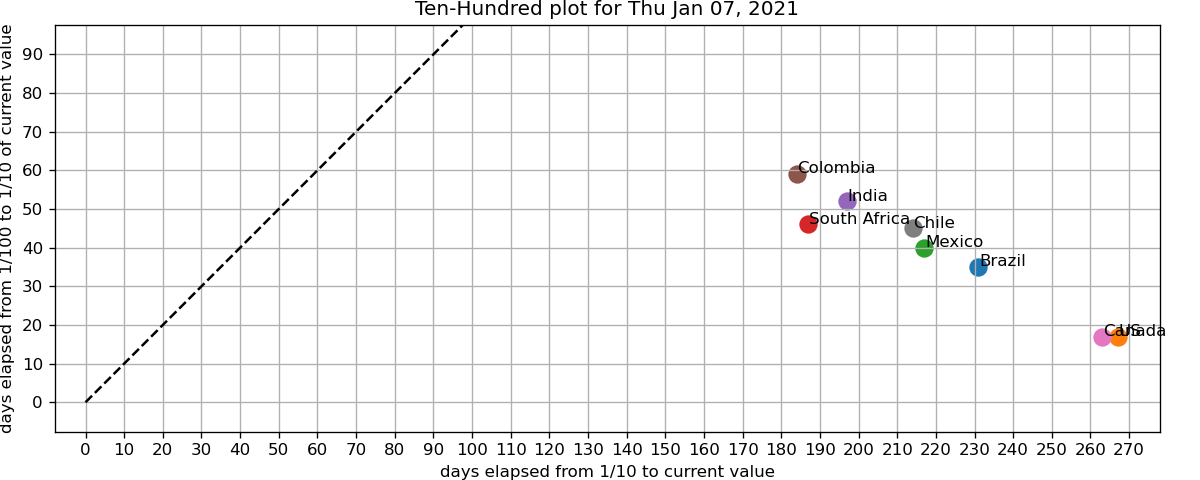 Ten-Hundred plot for Thu Jan 07, 2021
days elapsed from 1/100 to 1/10 of current value
90
80
70
60
50
40
30
20
10
0
Colombia
India
South Africa
Chile
Mexico
Brazil
Canada
US
0 10 20 30 40 50 60 70 80 90 100 110 120 130 140 150 160 170 180 190 200 210 220 230 240 250 260 270
days elapsed from 1/10 to current value